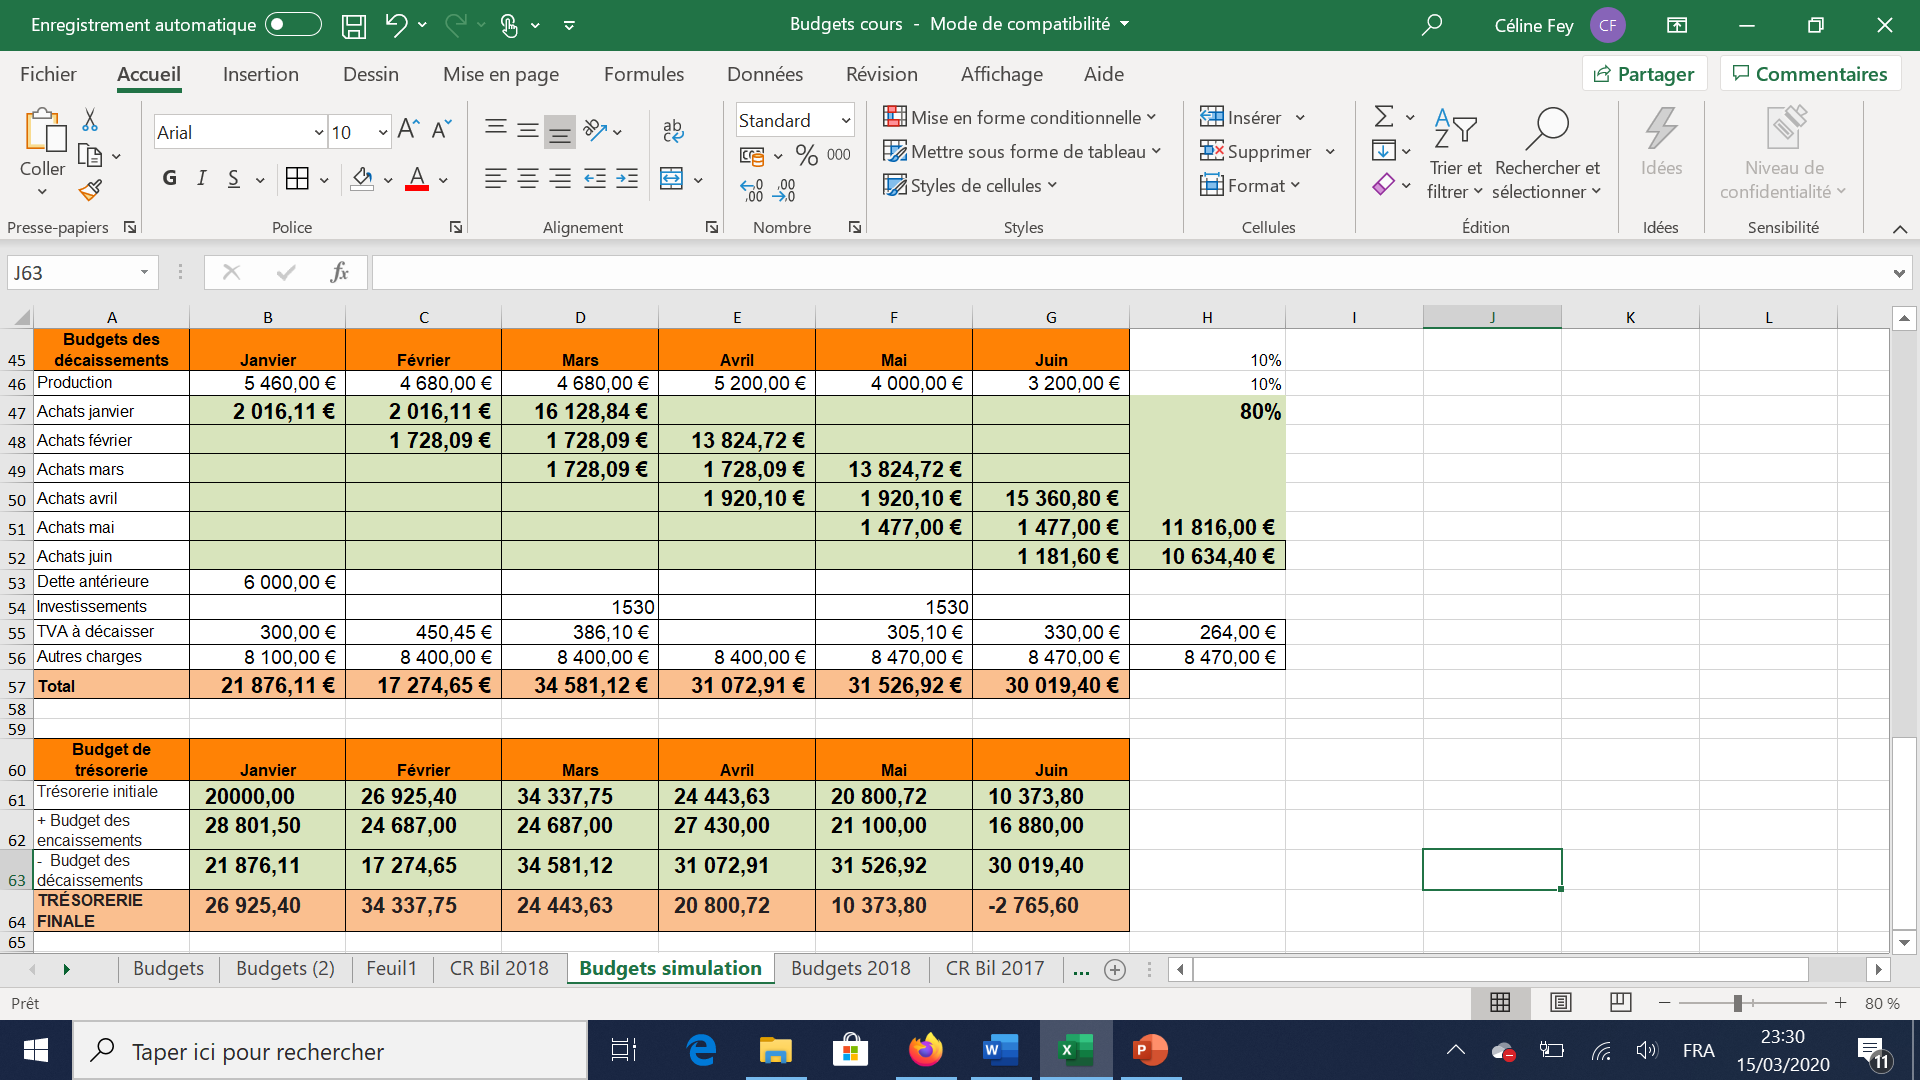 Enregistrement automatique
Budgets cours - Mode de compatibilité
Céline Fey CF
Fichier Accueil Insertion Dessin Mise en page Formules Données Révision Affichage Aide Partager Commentaires
Coller
Presse-papiers
Arial 10
G I S
Police
Alignement
Standard
% 000
Nombre
Mise en forme conditionnelle
Mettre sous forme de tableau
Styles de cellules
Styles
Insérer
Supprimer
Format
Cellules
Trier et filtrer
Rechercher et sélectionner
Édition
Idées
Idées
Niveau de confidentialité
Sensibilité
J63 fx
A B C D E F G H I J K L
45 Budgets des décaissements Janvier Février Mars Avril Mai Juin 10%
46 Production 5 460,00 € 4 680,00 € 4 680,00 € 5 200,00 € 4 000,00 € 3 200,00 € 10%
47 Achats janvier 2 016,11 € 2 016,11 € 16 128,84 € 80%
48 Achats février 1 728,09 € 1 728,09 € 13 824,72 €
49 Achats mars 1 728,09 € 1 728,09 € 13 824,72 €
50 Achats avril 1 920,10 € 1 920,10 € 15 360,80 €
51 Achats mai 1 477,00 € 1 477,00 € 11 816,00 €
52 Achats juin 1 181,60 € 10 634,40 €
53 Dette antérieure 6 000,00 €
54 Investissements 1530 1530
55 TVA à décaisser 300,00 € 450,45 € 386,10 € 305,10 € 330,00 € 264,00 €
56 Autres charges 8 100,00 € 8 400,00 € 8 400,00 € 8 400,00 € 8 470,00 € 8 470,00 € 8 470,00 €
57 Total 21 876,11 € 17 274,65 € 34 581,12 € 31 072,91 € 31 526,92 € 30 019,40 €
58
59
60 Budget de trésorerie Janvier Février Mars Avril Mai Juin
61 Trésorerie initiale 20000,00 26 925,40 34 337,75 24 443,63 20 800,72 10 373,80
62 + Budget des encaissements 28 801,50 24 687,00 24 687,00 27 430,00 21 100,00 16 880,00
63 - Budget des décaissements 21 876,11 17 274,65 34 581,12 31 072,91 31 526,92 30 019,40
64 TRÉSORERIE FINALE 26 925,40 34 337,75 24 443,63 20 800,72 10 373,80 -2 765,60
65
Budgets Budgets (2) Feuil1 CR Bil 2018 Budgets simulation Budgets 2018 CR Bil 2017 ...
Prêt 80 %
Taper ici pour rechercher
FRA
23:30
15/03/2020
11